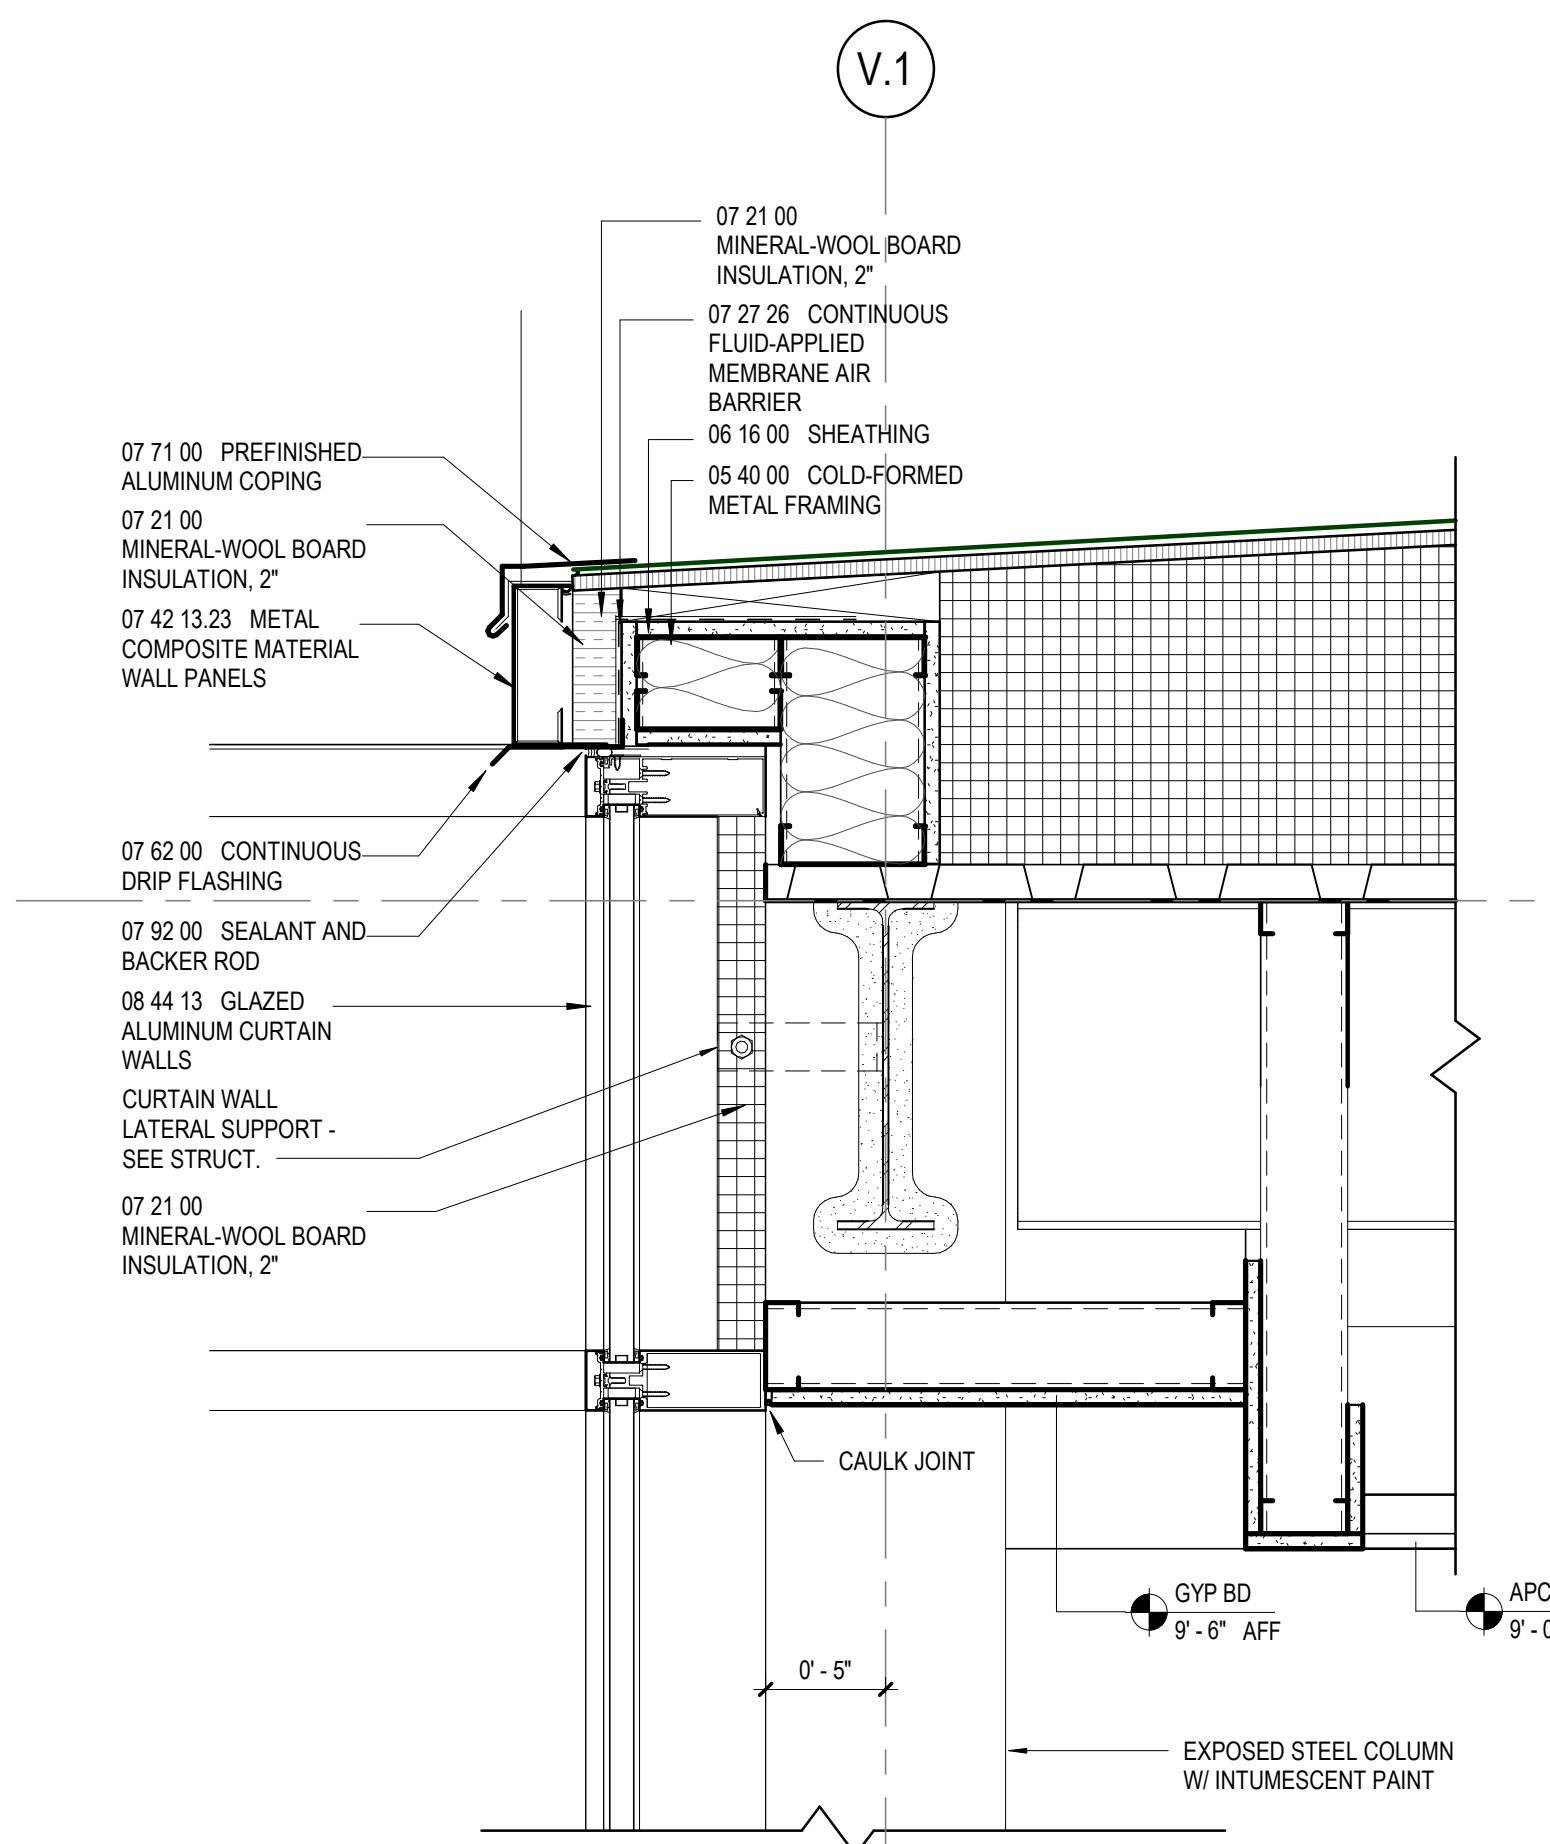 V.1
07 21 00
MINERAL-WOOL BOARD
INSULATION, 2"
07 27 26 CONTINUOUS
FLUID-APPLIED
MEMBRANE AIR
BARRIER
06 16 00 SHEATHING
05 40 00 COLD-FORMED
METAL FRAMING
07 71 00 PREFINISHED
ALUMINUM COPING
07 21 00
MINERAL-WOOL BOARD
INSULATION, 2"
07 42 13.23 METAL
COMPOSITE MATERIAL
WALL PANELS
07 62 00 CONTINUOUS
DRIP FLASHING
07 92 00 SEALANT AND
BACKER ROD
08 44 13 GLAZED
ALUMINUM CURTAIN
WALLS
CURTAIN WALL
LATERAL SUPPORT -
SEE STRUCT.
07 21 00
MINERAL-WOOL BOARD
INSULATION, 2"
CAULK JOINT
GYP BD
9' - 6" AFF
APC
9' - 0
0' - 5"
EXPOSED STEEL COLUMN
W/ INTUMESCENT PAINT